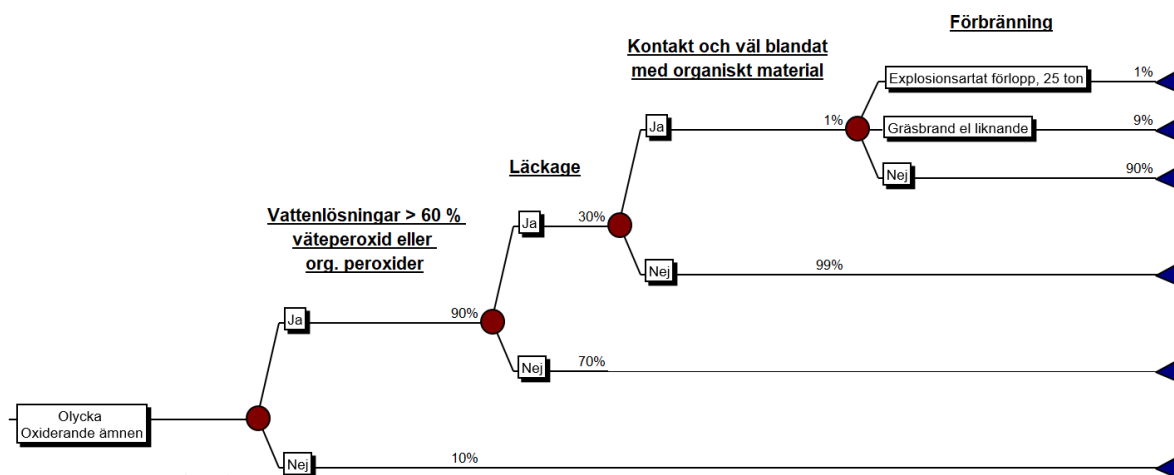 Förbränning
Kontakt och väl blandat
med organiskt material
Explosionsartat förlopp, 25 ton
1%
Ja
1%
Gräsbrand el liknande
9%
Läckage
Nej
90%
Vattenlösningar > 60 %
väteperoxid eller
org. peroxider
Ja
30%
Nej
99%
Ja
90%
Nej
70%
Olycka
Oxiderande ämnen
Nej
10%